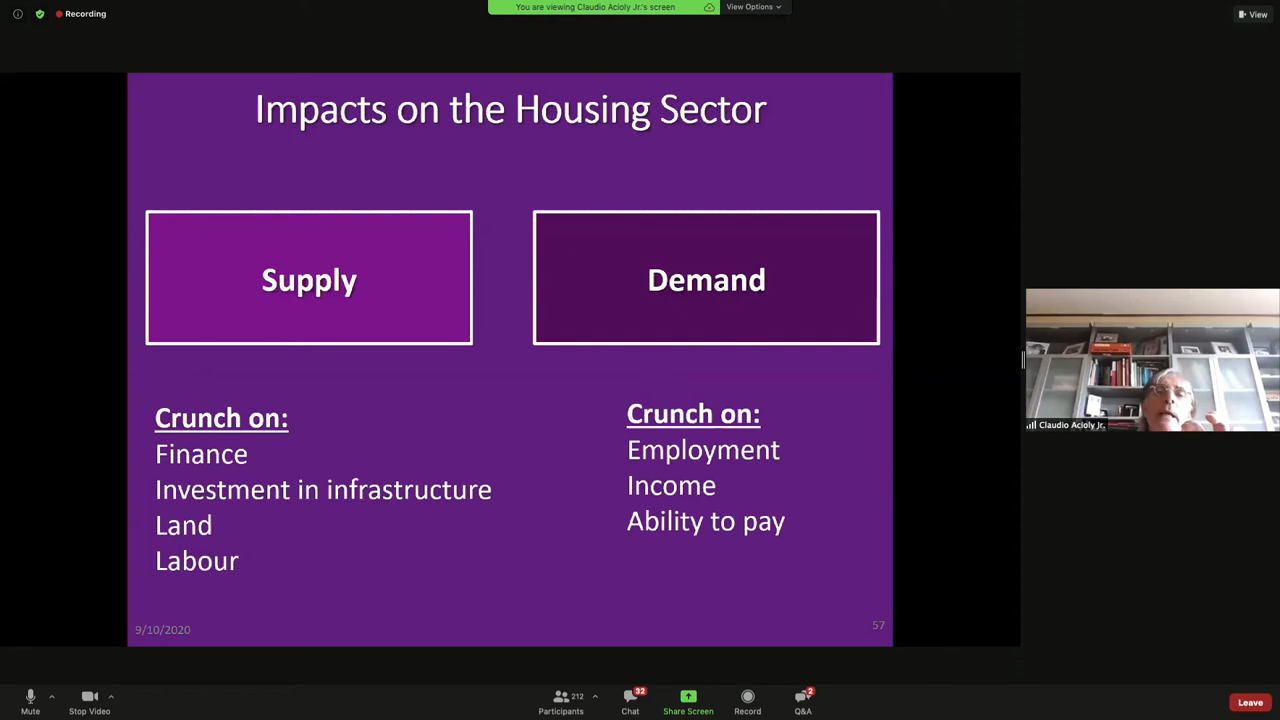 Recording
You are viewing Claudio Acioly Jr.'s screen
View Options
View
Impacts on the Housing Sector
Supply
Demand
Crunch on:
Finance
Investment in infrastructure
Land
Labour
Crunch on:
Employment
Income
Ability to pay
9/10/2020
57
Claudio Acioly Jr.
Mute
Stop Video
212
Participants
32
Chat
Share Screen
Record
2
Q&A
Leave